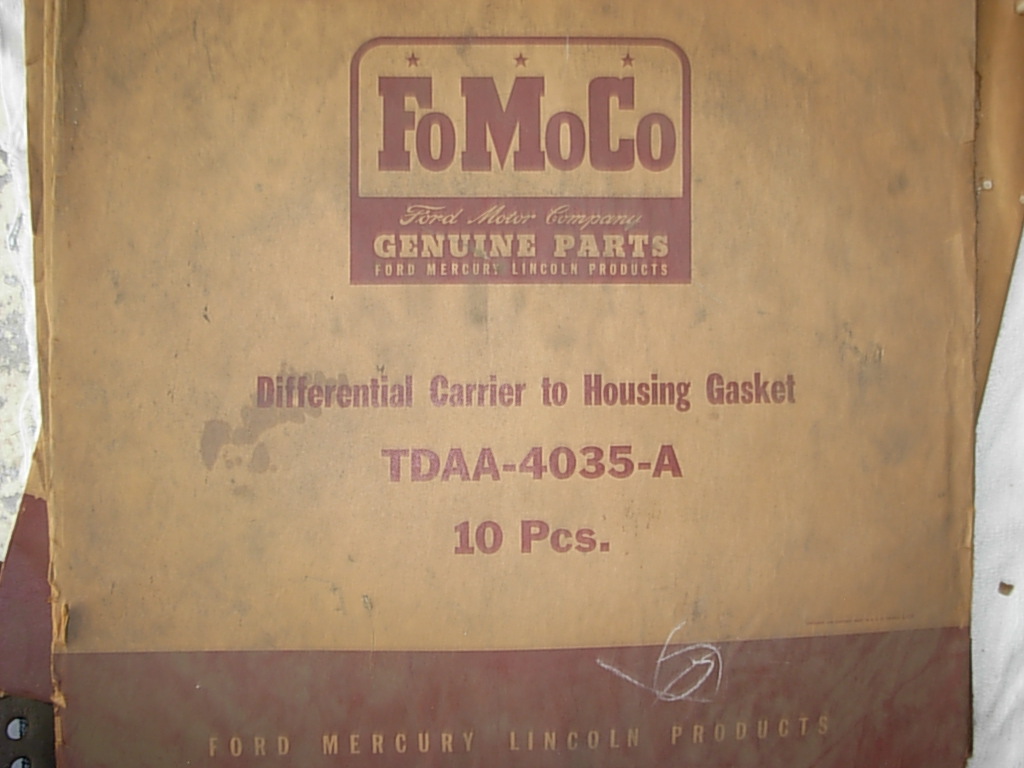 FoMoCo
Ford Motor Company
GENUINE PARTS
FORD MERCURY LINCOLN PRODUCTS
Differential Carrier to Housing Gasket
TDAA-4035-A
10 Pcs.
FORD MERCURY LINCOLN PRODUCTS